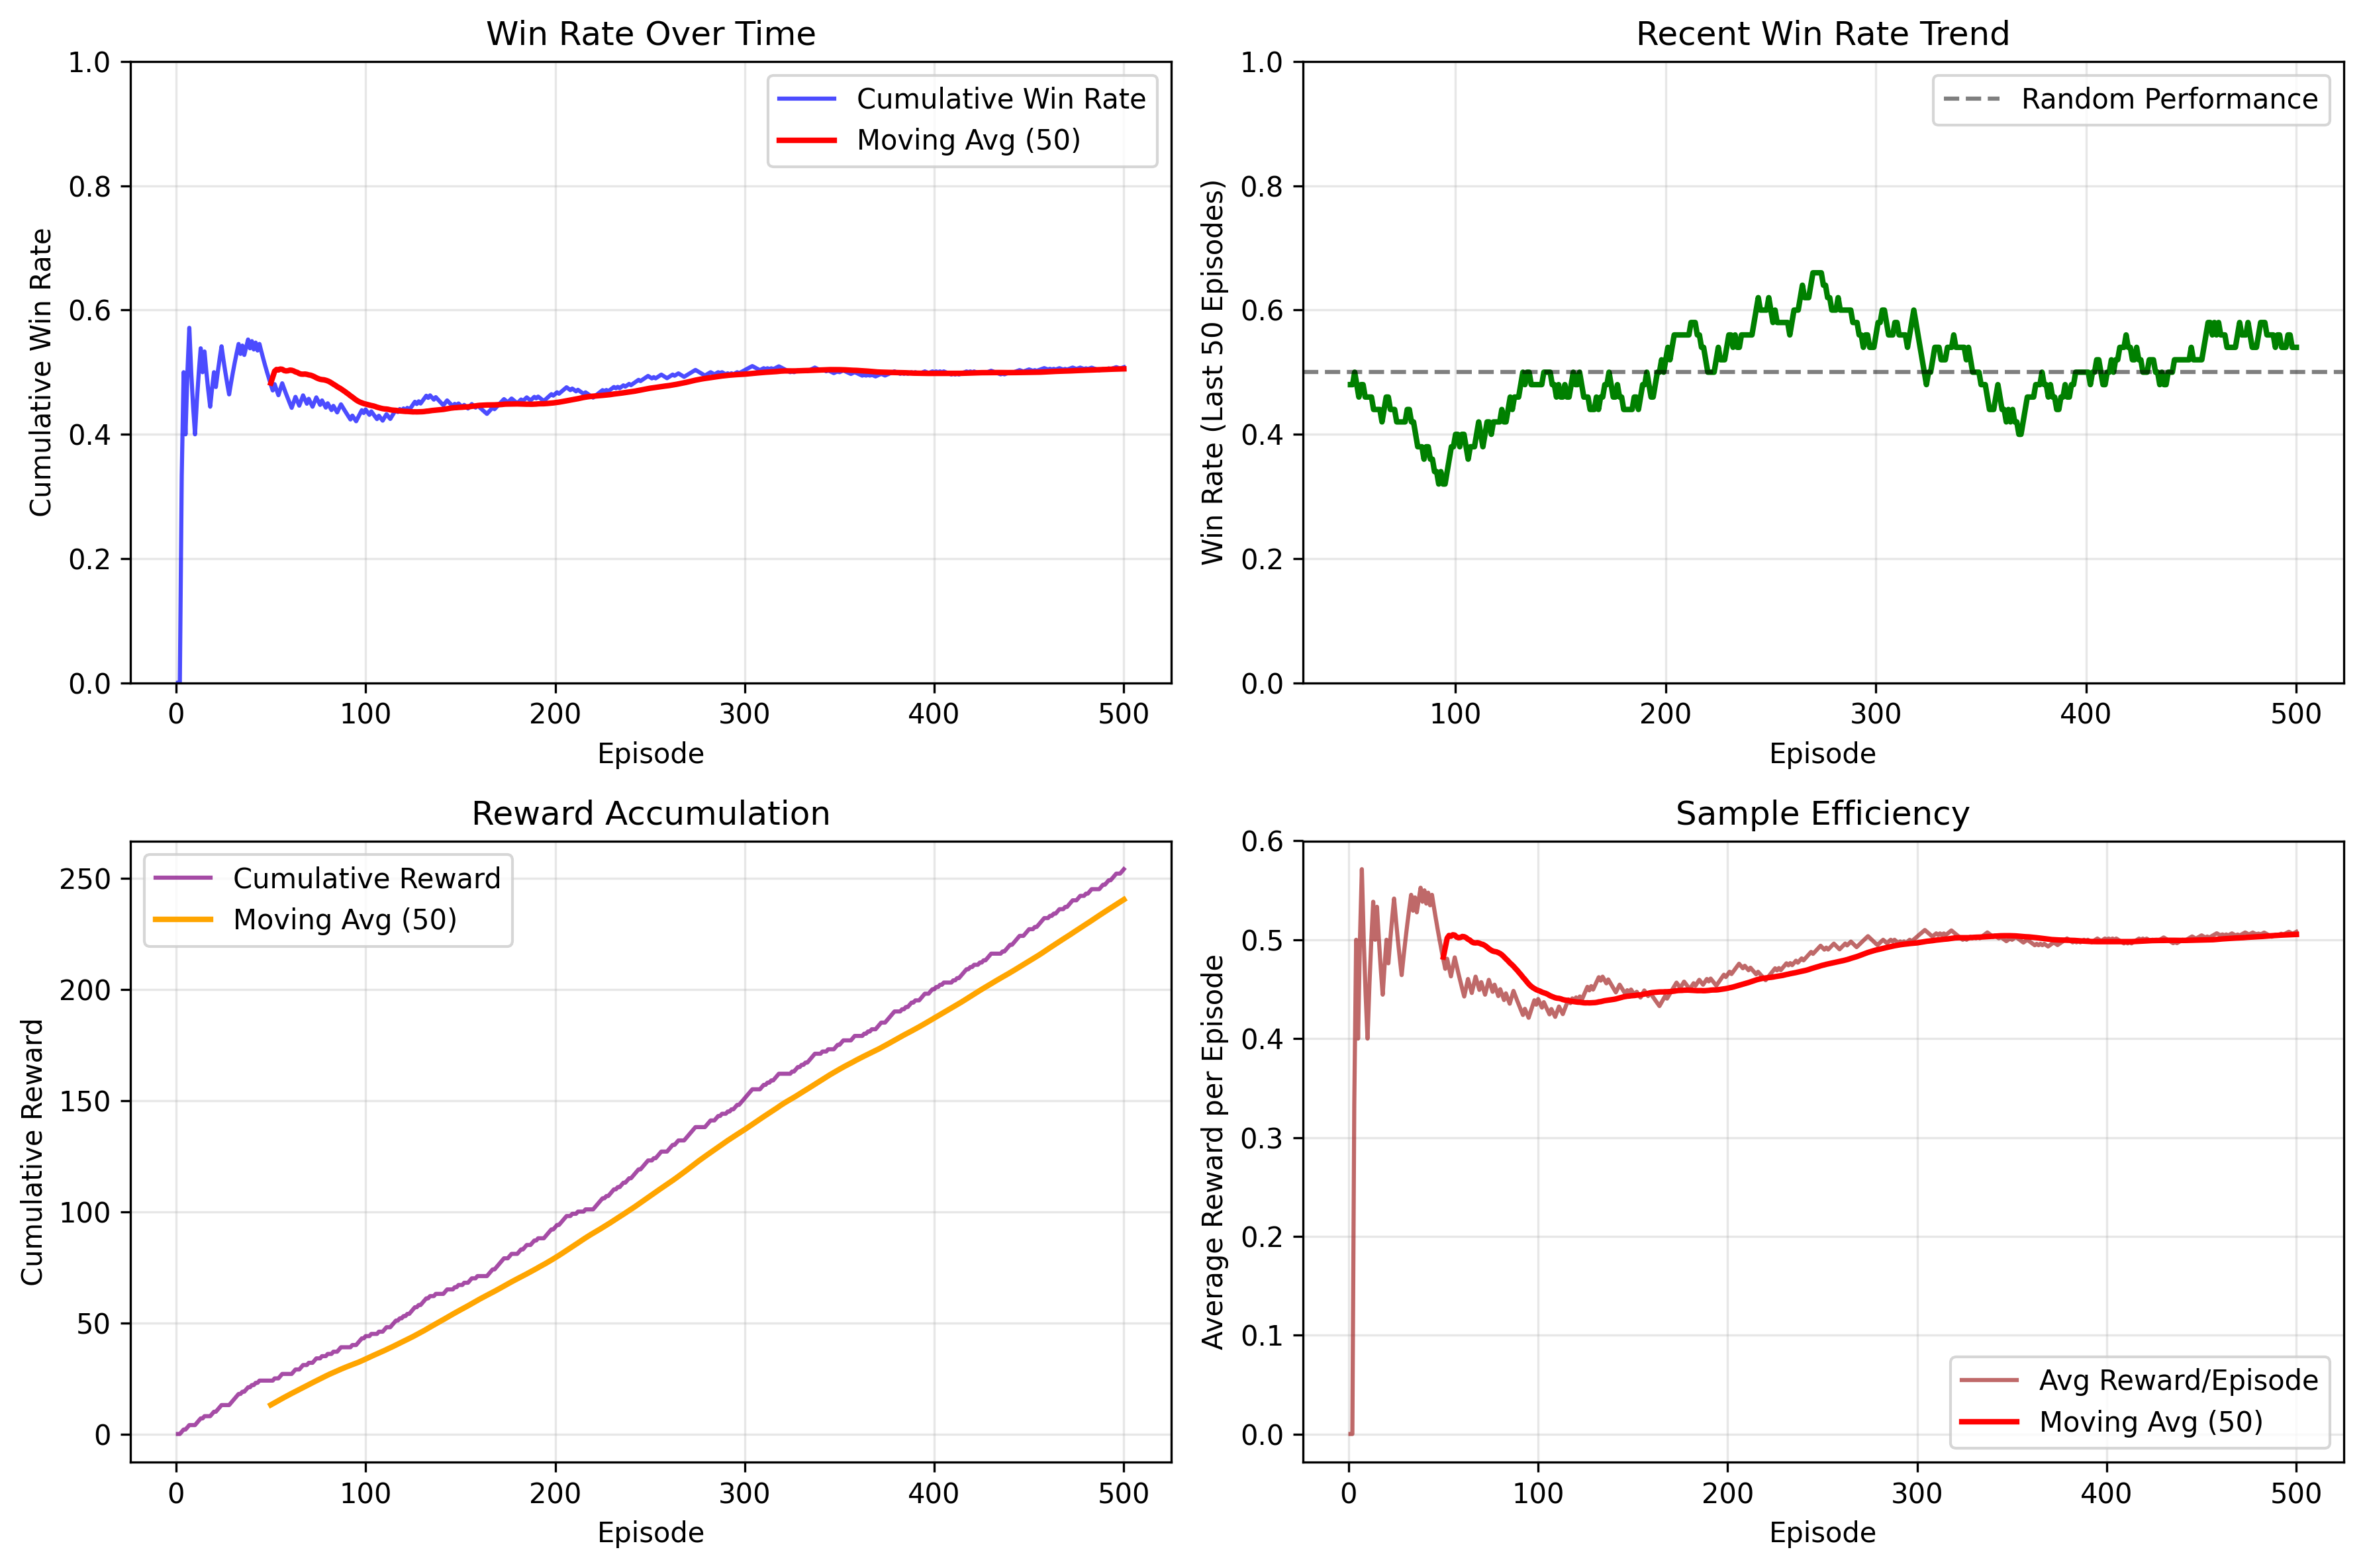 Win Rate Over Time
Cumulative Win Rate
1.0
0.8
0.6
0.4
0.2
0.0
Cumulative Win Rate
Moving Avg (50)
0 100 200 300 400 500
Episode
Recent Win Rate Trend
Win Rate (Last 50 Episodes)
1.0
0.8
0.6
0.4
0.2
0.0
Random Performance
100 200 300 400 500
Episode
Reward Accumulation
Cumulative Reward
250
200
150
100
50
0
Cumulative Reward
Moving Avg (50)
0 100 200 300 400 500
Episode
Sample Efficiency
Average Reward per Episode
0.6
0.5
0.4
0.3
0.2
0.1
0.0
Avg Reward/Episode
Moving Avg (50)
0 100 200 300 400 500
Episode